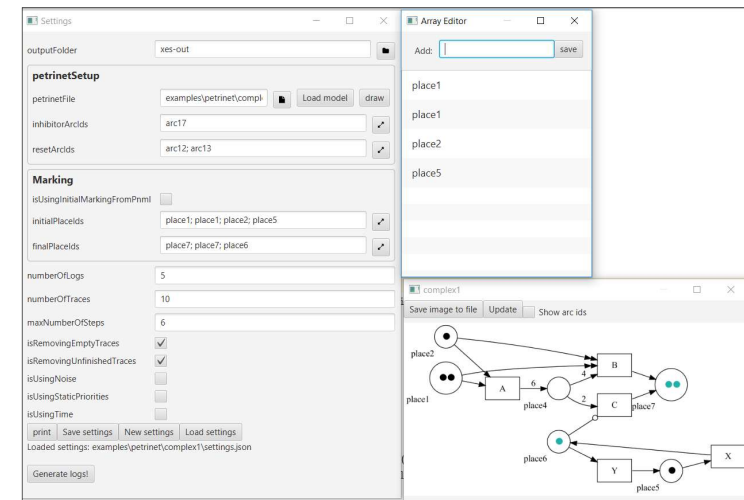 Settings
outputFolder xes-out
petrinetSetup
petrinetFile examples\petrinet\compl Load model draw
inhibitorArcIds arc17
resetArcIds arc12; arc13
Marking
isUsingInitialMarkingFromPnml
initialPlaceIds place1; place1; place2; place5
finalPlaceIds place7; place7; place6
numberOfLogs 5
numberOfTraces 10
maxNumberOfSteps 6
isRemovingEmptyTraces
isRemovingUnfinishedTraces
isUsingNoise
isUsingStaticPriorities
isUsingTime
print Save settings New settings Load settings
Loaded settings: examples\petrinet\complex1\settings.json
Generate logs!
Array Editor
Add: save
place1
place1
place2
place5
complex1
Save image to file Update Show arc ids
place2
B
4
6
A
place1
place4
2
C
place7
place6
X
Y
place5